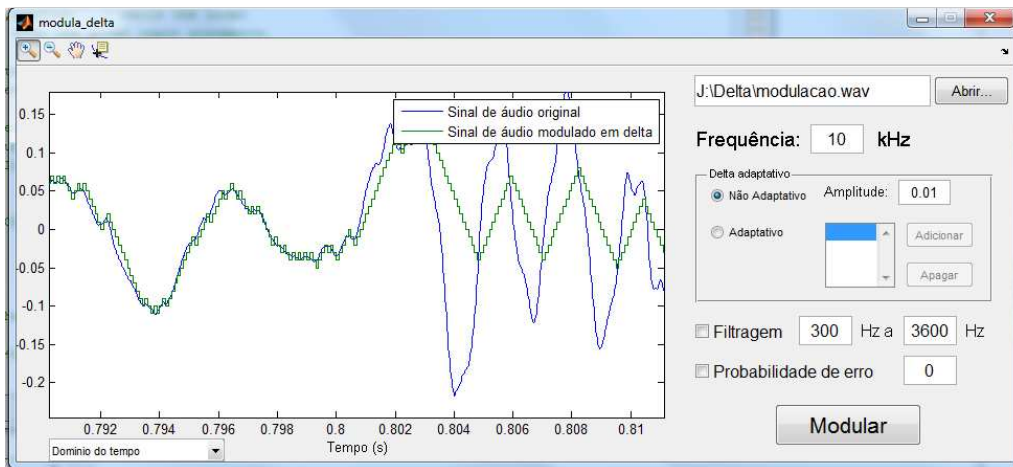 modula_delta
J:\Delta\modulacao.wav
Abrir...
Frequência: 10 kHz
Delta adaptativo
Não Adaptativo
Amplitude: 0.01
Adaptativo
Adicionar
Apagar
Filtragem 300 Hz a 3600 Hz
Probabilidade de erro 0
Modular
Sinal de áudio original
Sinal de áudio modulado em delta
0.15
0.1
0.05
0
-0.05
-0.1
-0.15
-0.2
0.792 0.794 0.796 0.798 0.8 0.802 0.804 0.806 0.808 0.81
Tempo (s)
Dominio do tempo